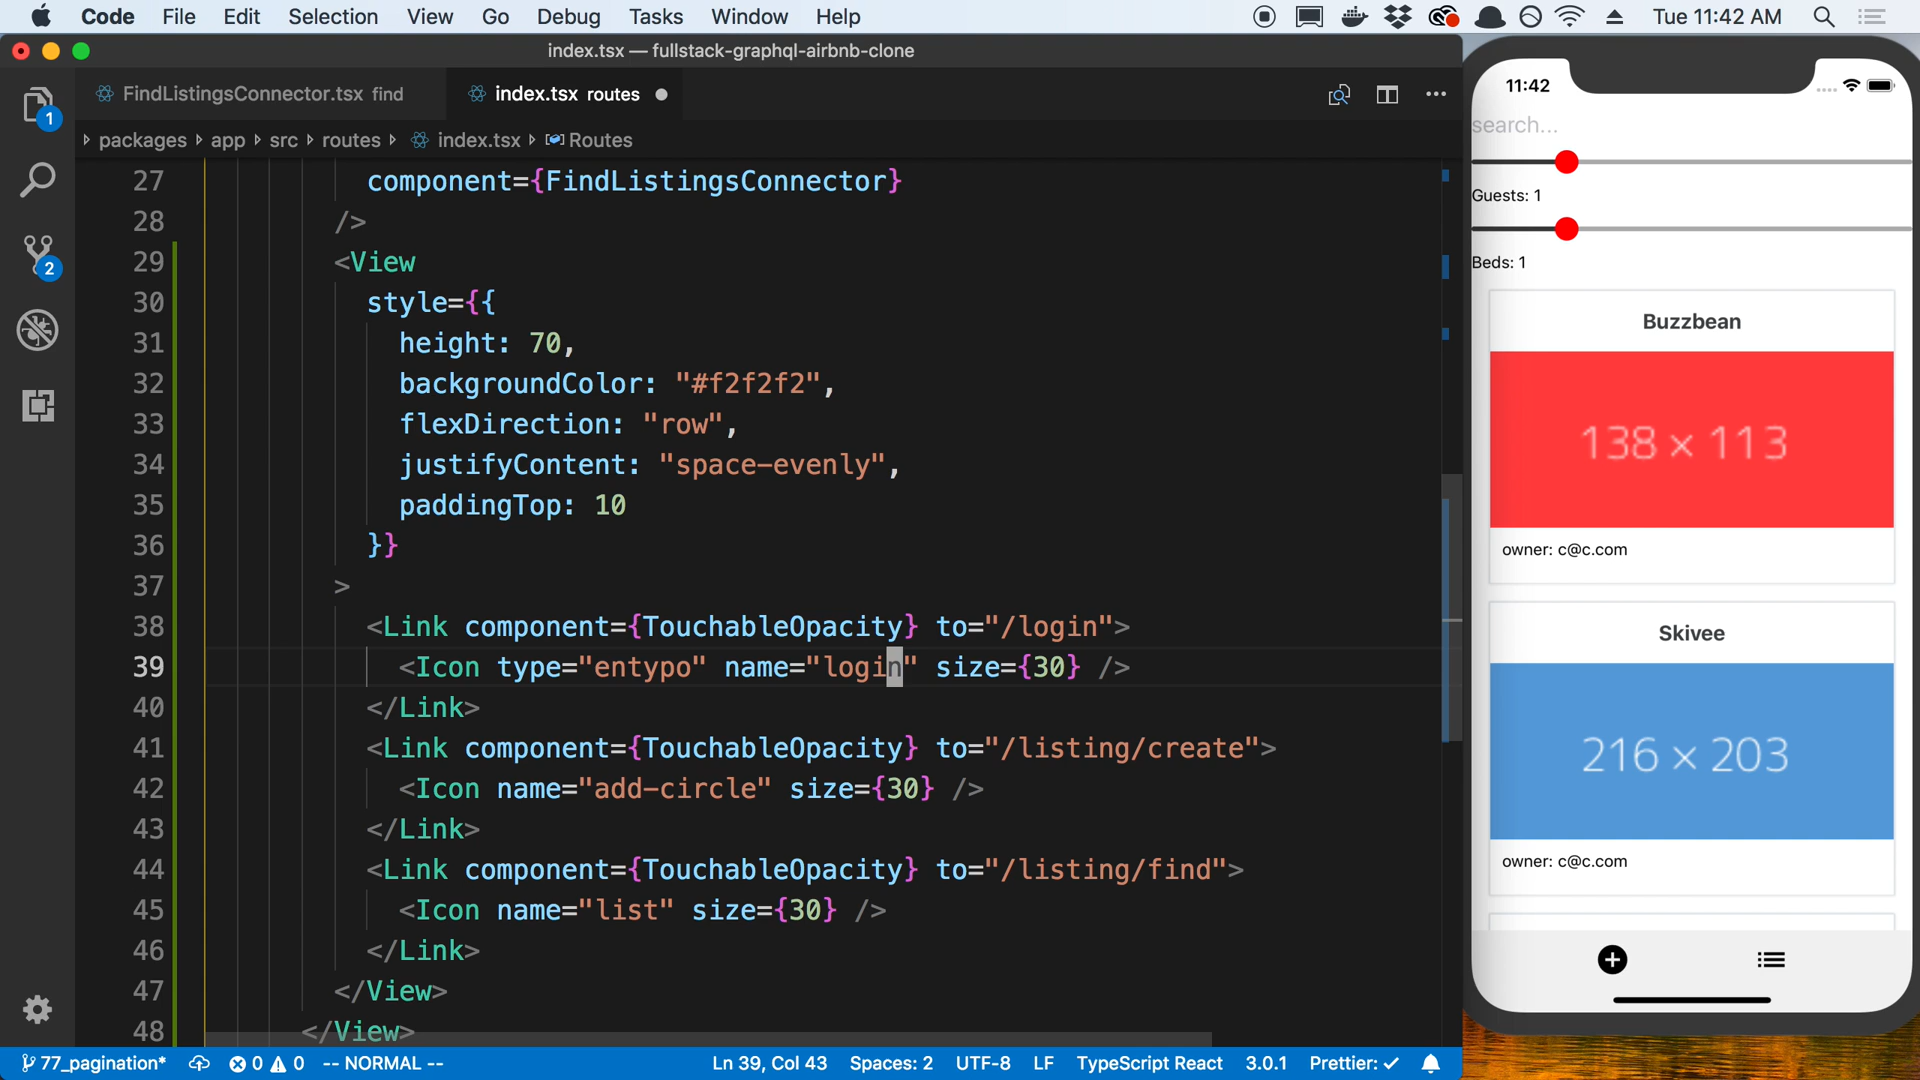 Code File Edit Selection View Go Debug Tasks Window Help Tue 11:42 AM
index.tsx — fullstack-graphql-airbnb-clone
FindListingsConnector.tsx find index.tsx routes
packages app src routes index.tsx Routes
1
2
27 component={FindListingsConnector}
28 />
29 <View
30 style={{
31 height: 70,
32 backgroundColor: "#f2f2f2",
33 flexDirection: "row",
34 justifyContent: "space-evenly",
35 paddingTop: 10
36 }}
37 >
38 <Link component={TouchableOpacity} to="/login">
39 <Icon type="entypo" name="login" size={30} />
40 </Link>
41 <Link component={TouchableOpacity} to="/listing/create">
42 <Icon name="add-circle" size={30} />
43 </Link>
44 <Link component={TouchableOpacity} to="/listing/find">
45 <Icon name="list" size={30} />
46 </Link>
47 </View>
48 </View>
77_pagination* 0 0 -- NORMAL -- Ln 39, Col 43 Spaces: 2 UTF-8 LF TypeScript React 3.0.1 Prettier: ✓
11:42
search...
Guests: 1
Beds: 1
Buzzbean
138 × 113
owner: c@c.com
Skivee
216 × 203
owner: c@c.com